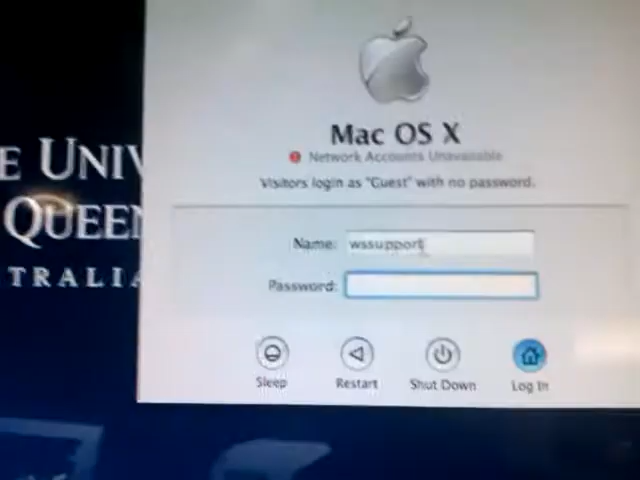 E UNIV
QUEEN
TRALIA
Mac OS X
Network Accounts Unavailable
Visitors login as "Guest" with no password.
Name: wssupport
Password:
Sleep Restart Shut Down Log In